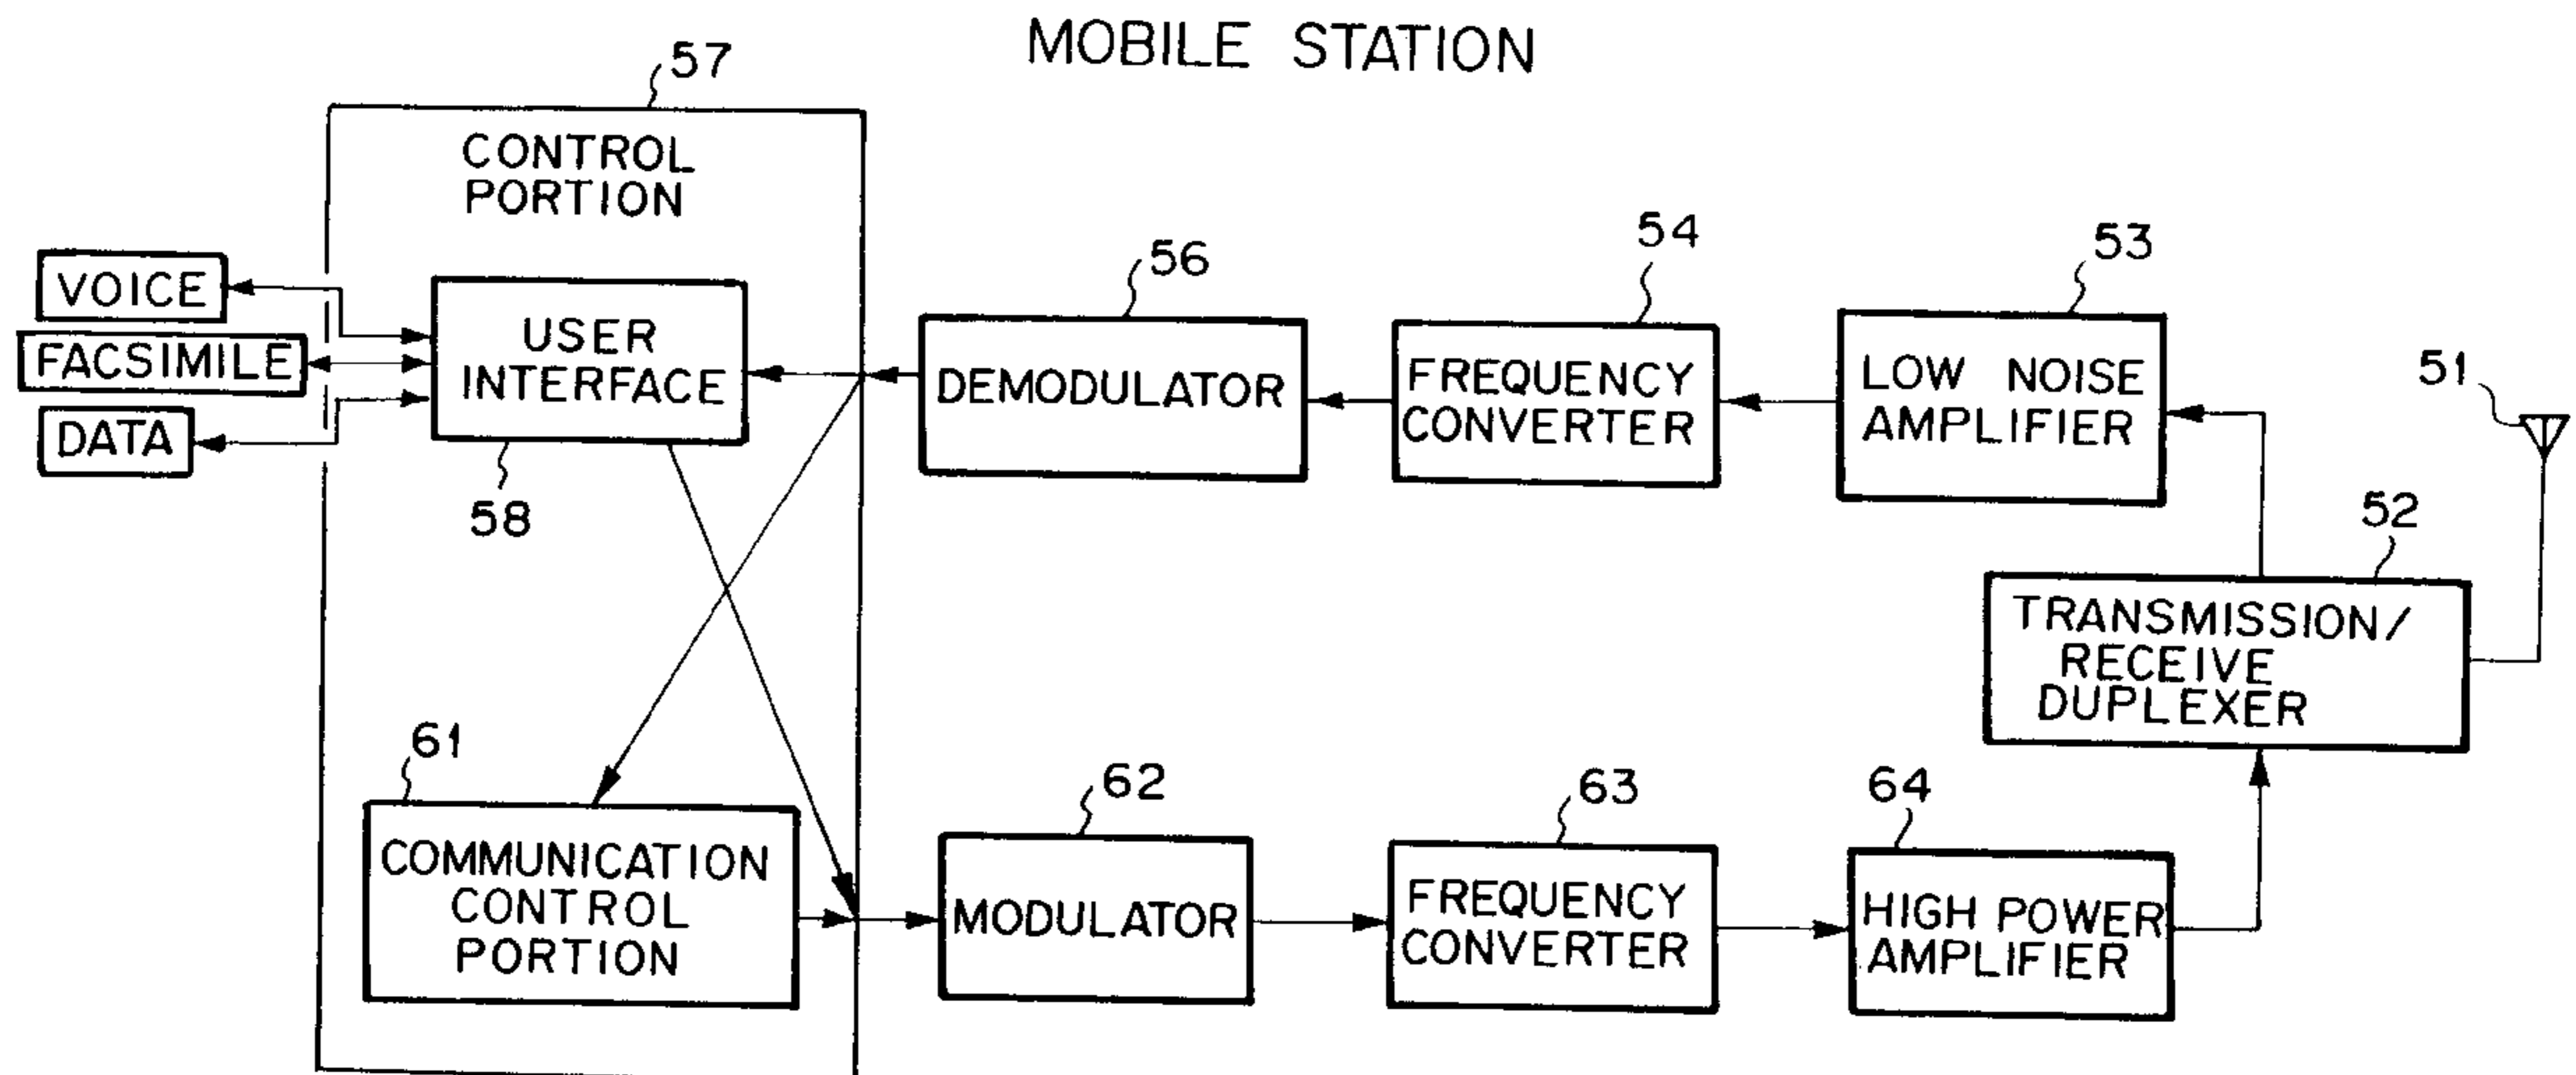 MOBILE STATION
57
CONTROL
PORTION
VOICE
FACSIMILE
DATA
USER
INTERFACE
58
56
DEMODULATOR
54
FREQUENCY
CONVERTER
53
LOW NOISE
AMPLIFIER
51
52
TRANSMISSION/
RECEIVE
DUPLEXER
61
COMMUNICATION
CONTROL
PORTION
62
MODULATOR
63
FREQUENCY
CONVERTER
64
HIGH POWER
AMPLIFIER